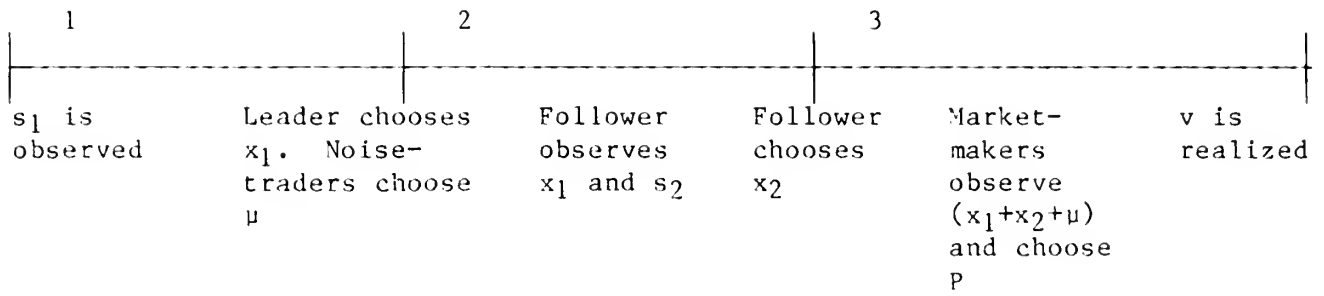 1 2 3
s1 is observed
Leader chooses x1. Noise-traders choose μ
Follower observes x1 and s2
Follower chooses x2
Market-makers observe (x1+x2+μ) and choose P
v is realized